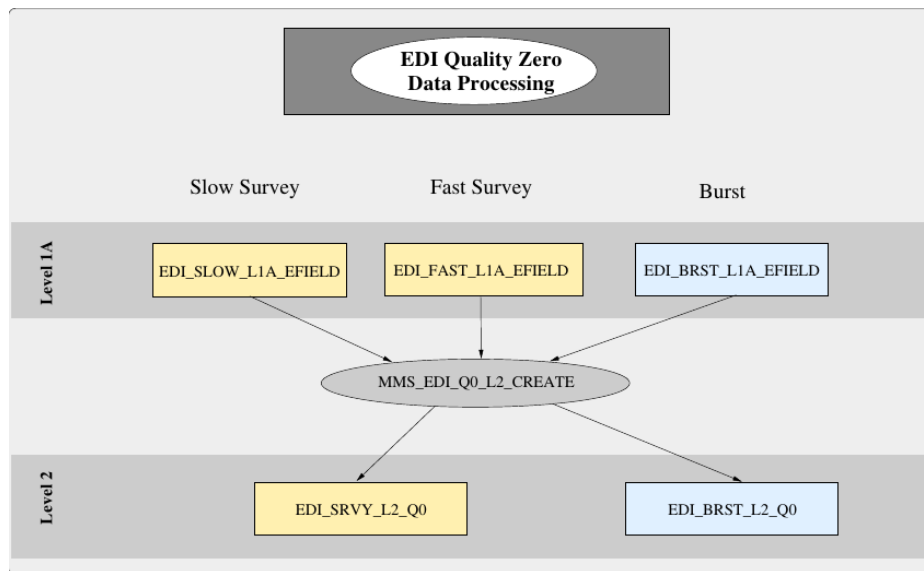 EDI Quality Zero
Data Processing
Slow Survey
Fast Survey
Burst
Level 1A
EDI_SLOW_L1A_EFIELD
EDI_FAST_L1A_EFIELD
EDI_BRST_L1A_EFIELD
MMS_EDI_Q0_L2_CREATE
Level 2
EDI_SRVY_L2_Q0
EDI_BRST_L2_Q0